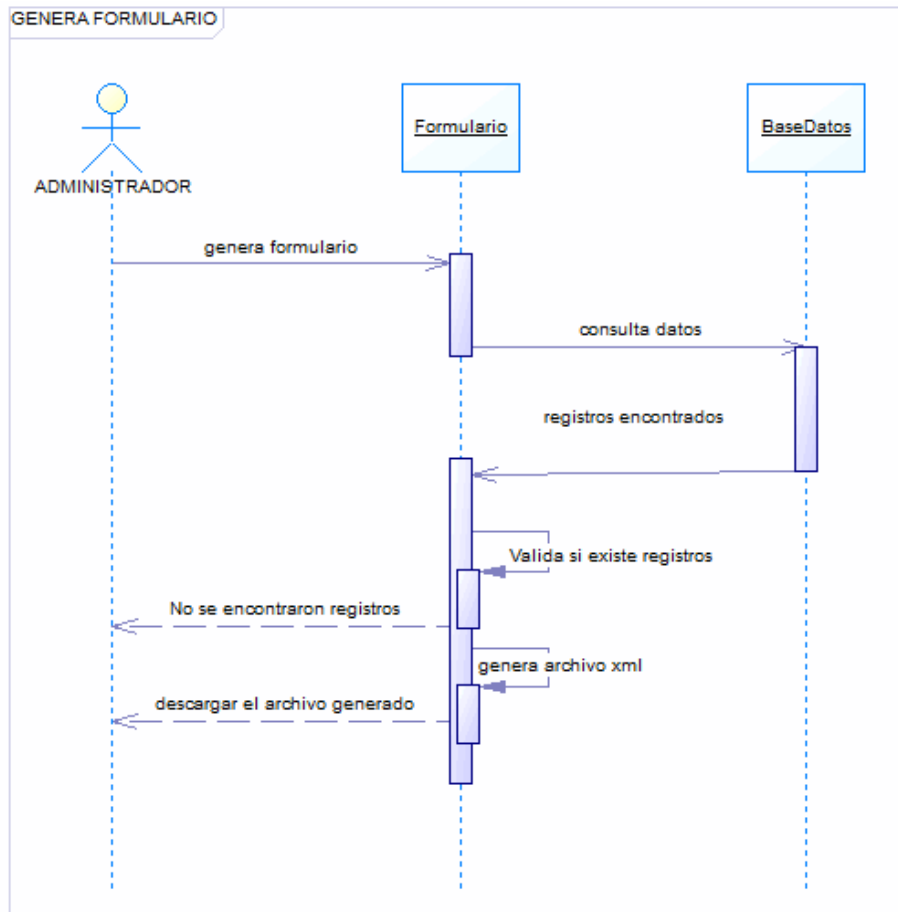 GENERA FORMULARIO
Formulario
BaseDatos
ADMINISTRADOR
genera formulario
consulta datos
registros encontrados
Valida si existe registros
No se encontraron registros
genera archivo xml
descargar el archivo generado